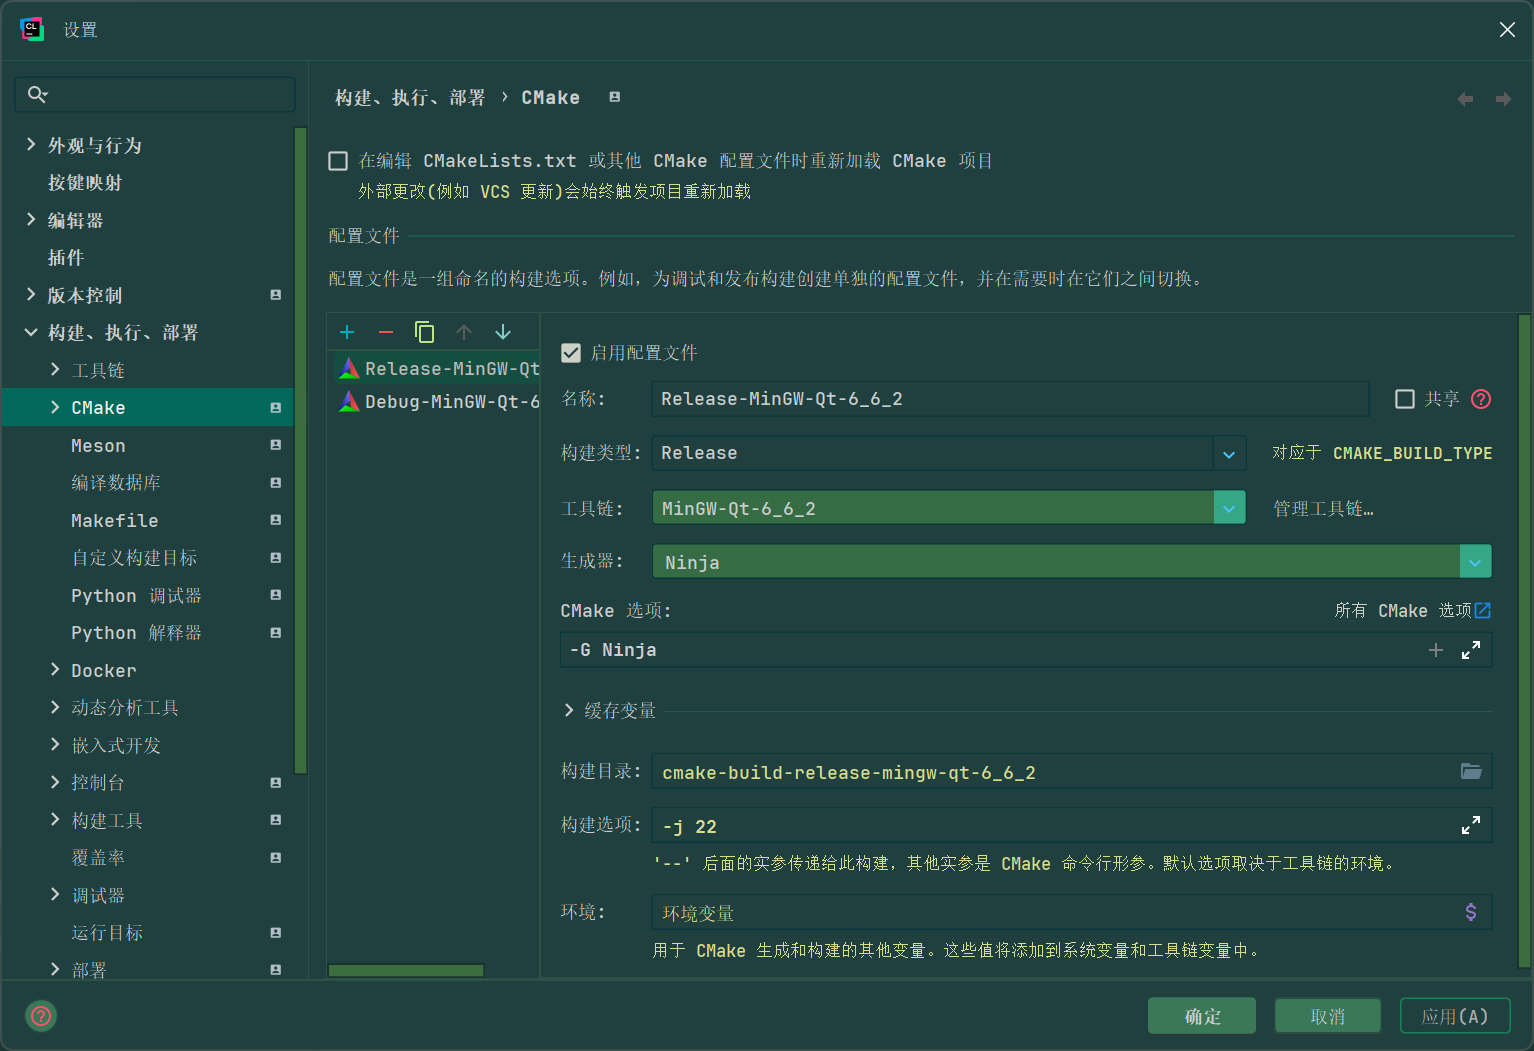 CL
设置
外观与行为
按键映射
编辑器
插件
版本控制
构建、执行、部署
工具链
CMake
Meson
编译数据库
Makefile
自定义构建目标
Python 调试器
Python 解释器
Docker
动态分析工具
嵌入式开发
控制台
构建工具
覆盖率
调试器
运行目标
部署
构建、执行、部署 › CMake
在编辑 CMakeLists.txt 或其他 CMake 配置文件时重新加载 CMake 项目
外部更改(例如 VCS 更新)会始终触发项目重新加载
配置文件
配置文件是一组命名的构建选项。例如，为调试和发布构建创建单独的配置文件，并在需要时在它们之间切换。
Release-MinGW-Qt
Debug-MinGW-Qt-6
启用配置文件
名称: Release-MinGW-Qt-6_6_2 共享 ?
构建类型: Release 对应于 CMAKE_BUILD_TYPE
工具链: MinGW-Qt-6_6_2 管理工具链…
生成器: Ninja
CMake 选项: 所有 CMake 选项
-G Ninja
缓存变量
构建目录: cmake-build-release-mingw-qt-6_6_2
构建选项: -j 22
'--' 后面的实参传递给此构建，其他实参是 CMake 命令行形参。默认选项取决于工具链的环境。
环境: 环境变量 $
用于 CMake 生成和构建的其他变量。这些值将添加到系统变量和工具链变量中。
? 确定 取消 应用(A)